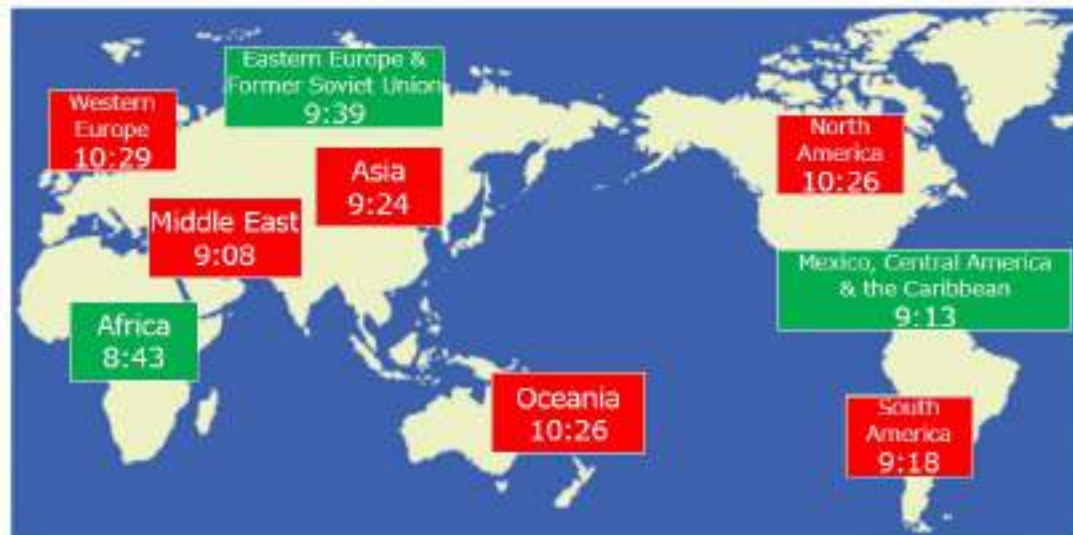 Eastern Europe &
Former Soviet Union
9:39
Western
Europe
10:29
North
America
10:26
Asia
9:24
Middle East
9:08
Mexico, Central America
& the Caribbean
9:13
Africa
8:43
Oceania
10:26
South
America
9:18